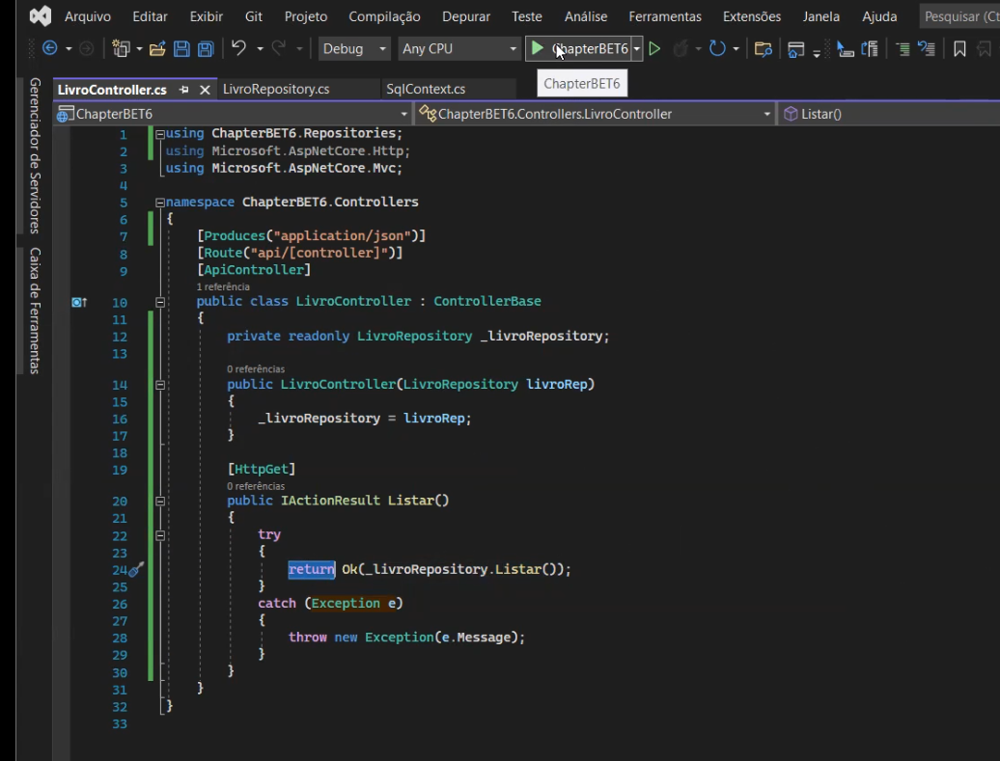 Arquivo Editar Exibir Git Projeto Compilação Depurar Teste Análise Ferramentas Extensões Janela Ajuda Pesquisar (Ct
Debug Any CPU ChapterBET6
ChapterBET6
LivroController.cs LivroRepository.cs SqlContext.cs
ChapterBET6 ChapterBET6.Controllers.LivroController Listar()
Gerenciador de Servidores
Caixa de Ferramentas
1 using ChapterBET6.Repositories;
2 using Microsoft.AspNetCore.Http;
3 using Microsoft.AspNetCore.Mvc;
4
5 namespace ChapterBET6.Controllers
6 {
7 [Produces("application/json")]
8 [Route("api/[controller]")]
9 [ApiController]
1 referência
10 public class LivroController : ControllerBase
11 {
12 private readonly LivroRepository _livroRepository;
13
0 referências
14 public LivroController(LivroRepository livroRep)
15 {
16 _livroRepository = livroRep;
17 }
18
19 [HttpGet]
0 referências
20 public IActionResult Listar()
21 {
22 try
23 {
24 return Ok(_livroRepository.Listar());
25 }
26 catch (Exception e)
27 {
28 throw new Exception(e.Message);
29 }
30 }
31 }
32 }
33